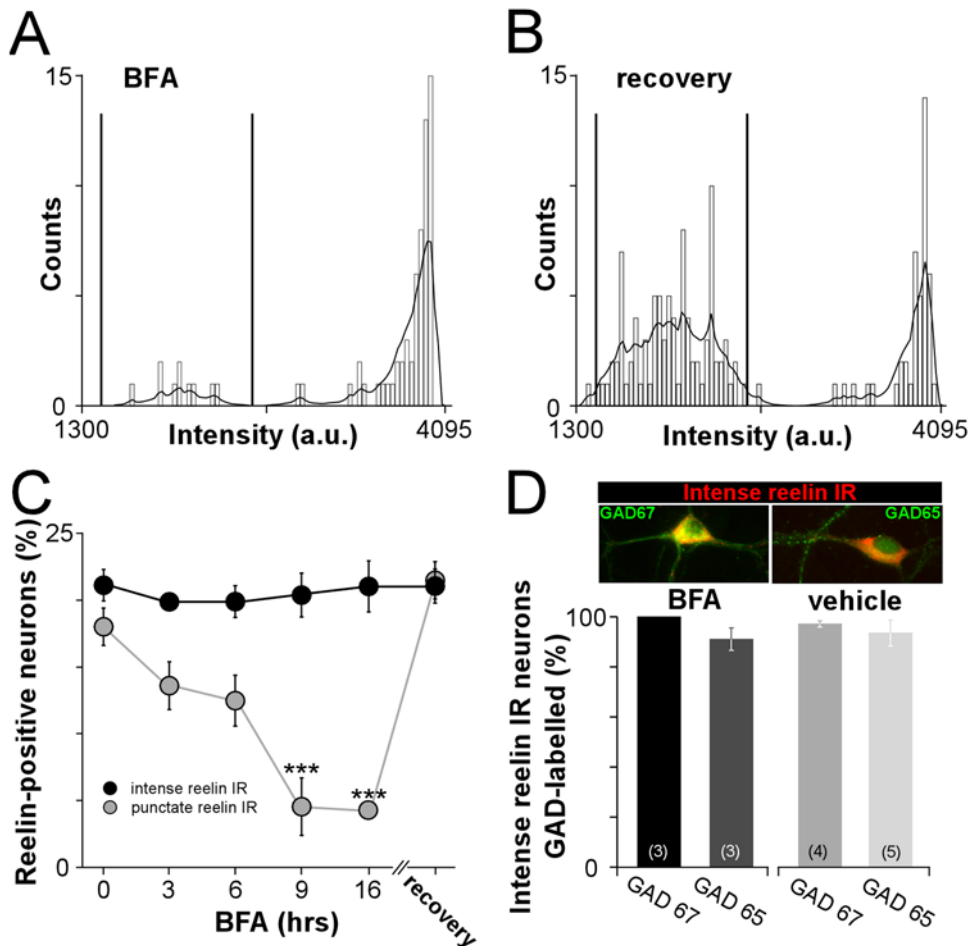 A
BFA
15
0
Counts
1300
Intensity (a.u.)
4095
B
recovery
15
0
Counts
1300
Intensity (a.u.)
4095
C
25
0
Reelin-positive neurons (%)
intense reelin IR
punctate reelin IR
***
***
0
3
6
9
16
recovery
BFA (hrs)
D
Intense reelin IR
GAD67
GAD65
BFA
vehicle
100
0
Intense reelin IR neurons
GAD-labelled (%)
(3)
(3)
(4)
(5)
GAD 67
GAD 65
GAD 67
GAD 65